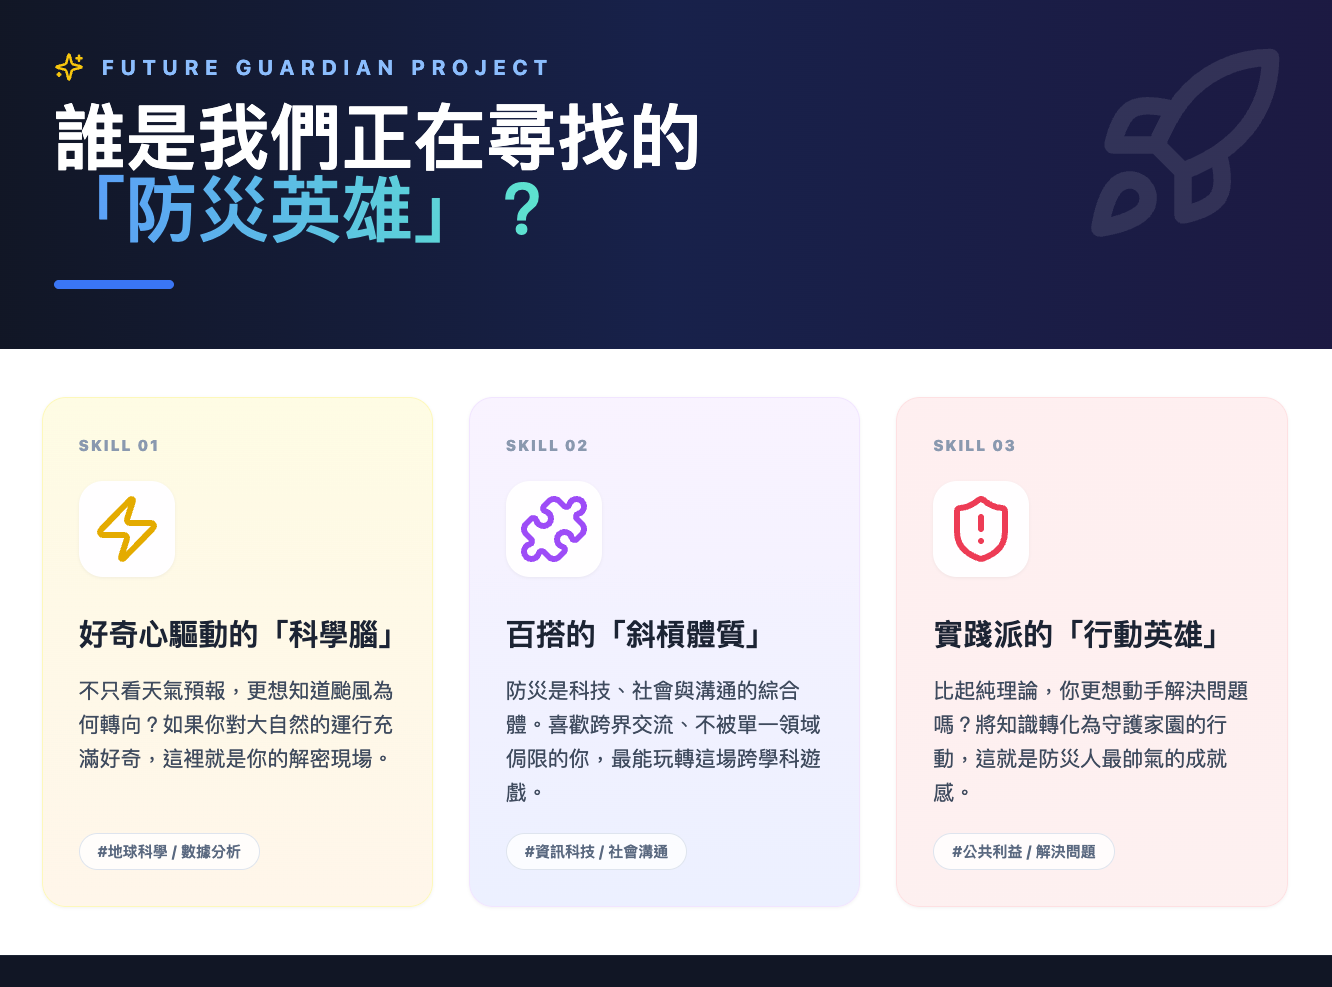 FUTURE GUARDIAN PROJECT
誰是我們正在尋找的
「防災英雄」？
SKILL 01
好奇心驅動的「科學腦」
不只看天氣預報，更想知道颱風為
何轉向？如果你對大自然的運行充
滿好奇，這裡就是你的解密現場。
#地球科學 / 數據分析
SKILL 02
百搭的「斜槓體質」
防災是科技、社會與溝通的綜合
體。喜歡跨界交流、不被單一領域
侷限的你，最能玩轉這場跨學科遊
戲。
#資訊科技 / 社會溝通
SKILL 03
實踐派的「行動英雄」
比起純理論，你更想動手解決問題
嗎？將知識轉化為守護家園的行
動，這就是防災人最帥氣的成就
感。
#公共利益 / 解決問題